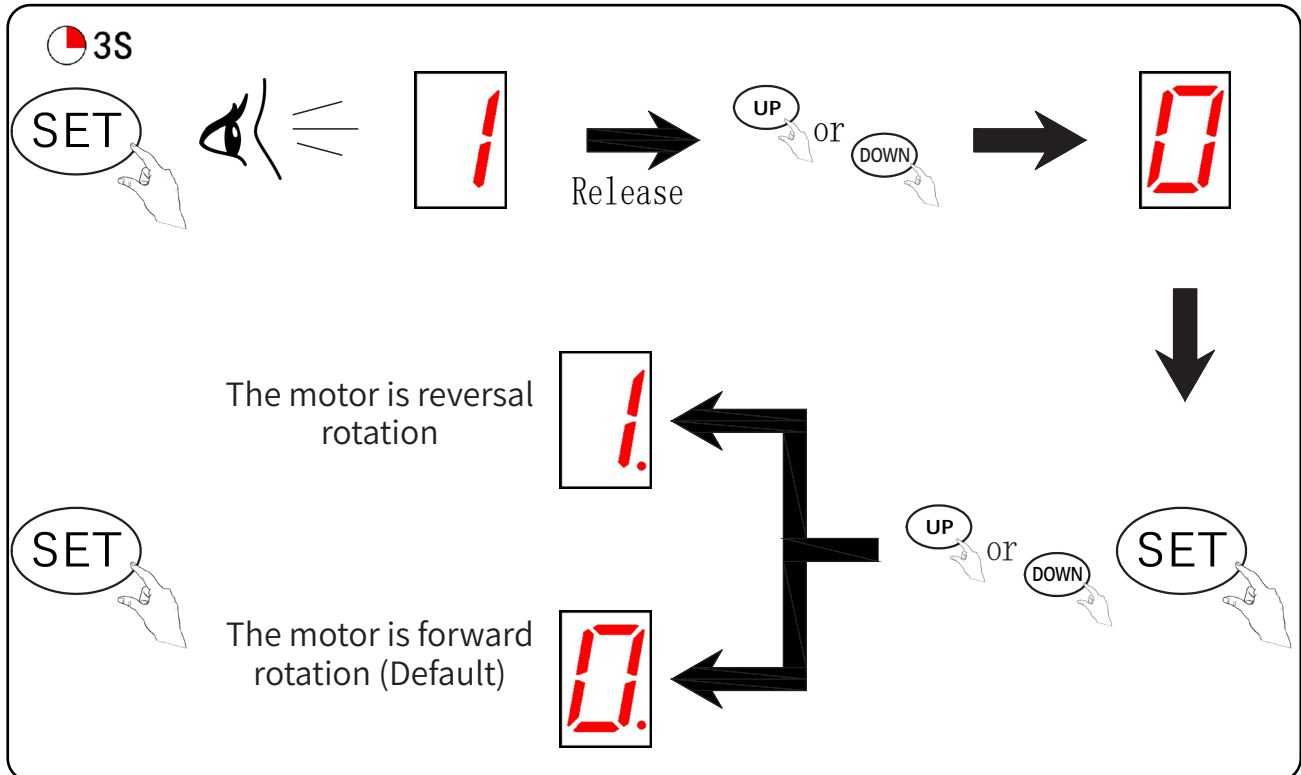 3S
SET
1
Release
UP
or
DOWN
0
The motor is reversal
rotation
1.
SET
UP
or
DOWN
SET
The motor is forward
rotation (Default)
0.